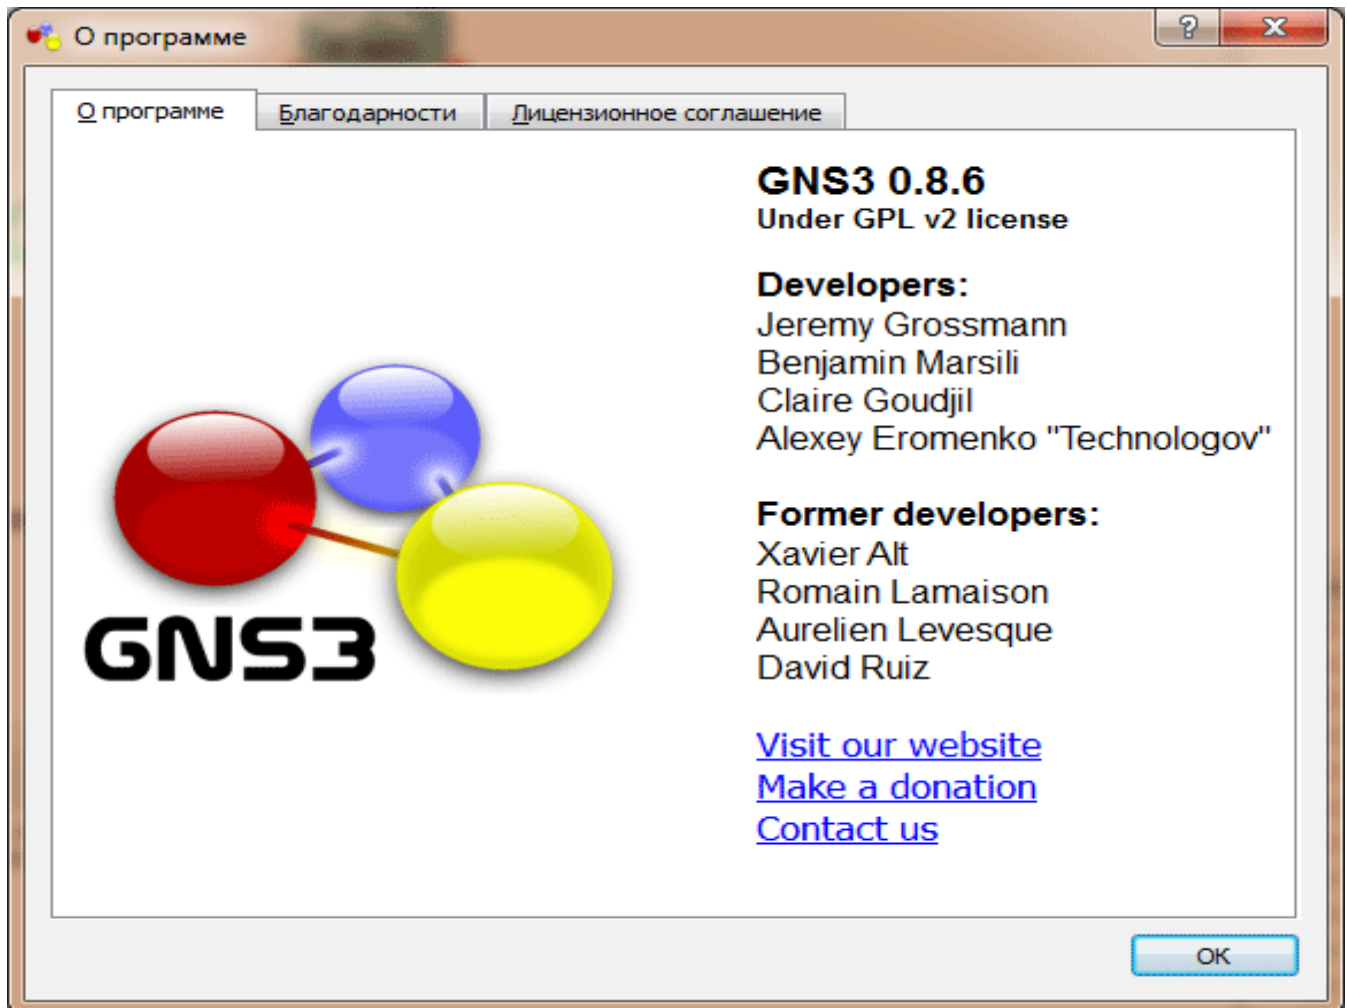 О программе
?
О программе
Благодарности
Лицензионное соглашение
GNS3 0.8.6
Under GPL v2 license
Developers:
Jeremy Grossmann
Benjamin Marsili
Claire Goudjil
Alexey Eromenko "Technologov"
Former developers:
Xavier Alt
Romain Lamaison
Aurelien Levesque
David Ruiz
GNS3
Visit our website
Make a donation
Contact us
OK